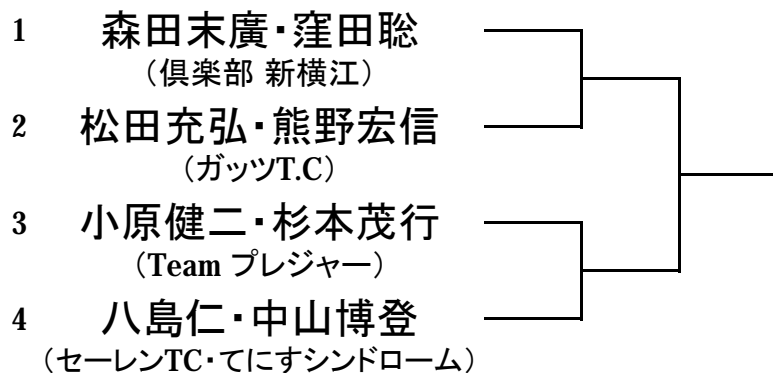 1 森田末廣・窪田聡
（倶楽部 新横江）
2 松田充弘・熊野宏信
（ガッツT.C）
3 小原健二・杉本茂行
（Team プレジャー）
4 八島仁・中山博登
（セーレンTC・てにすシンドローム）